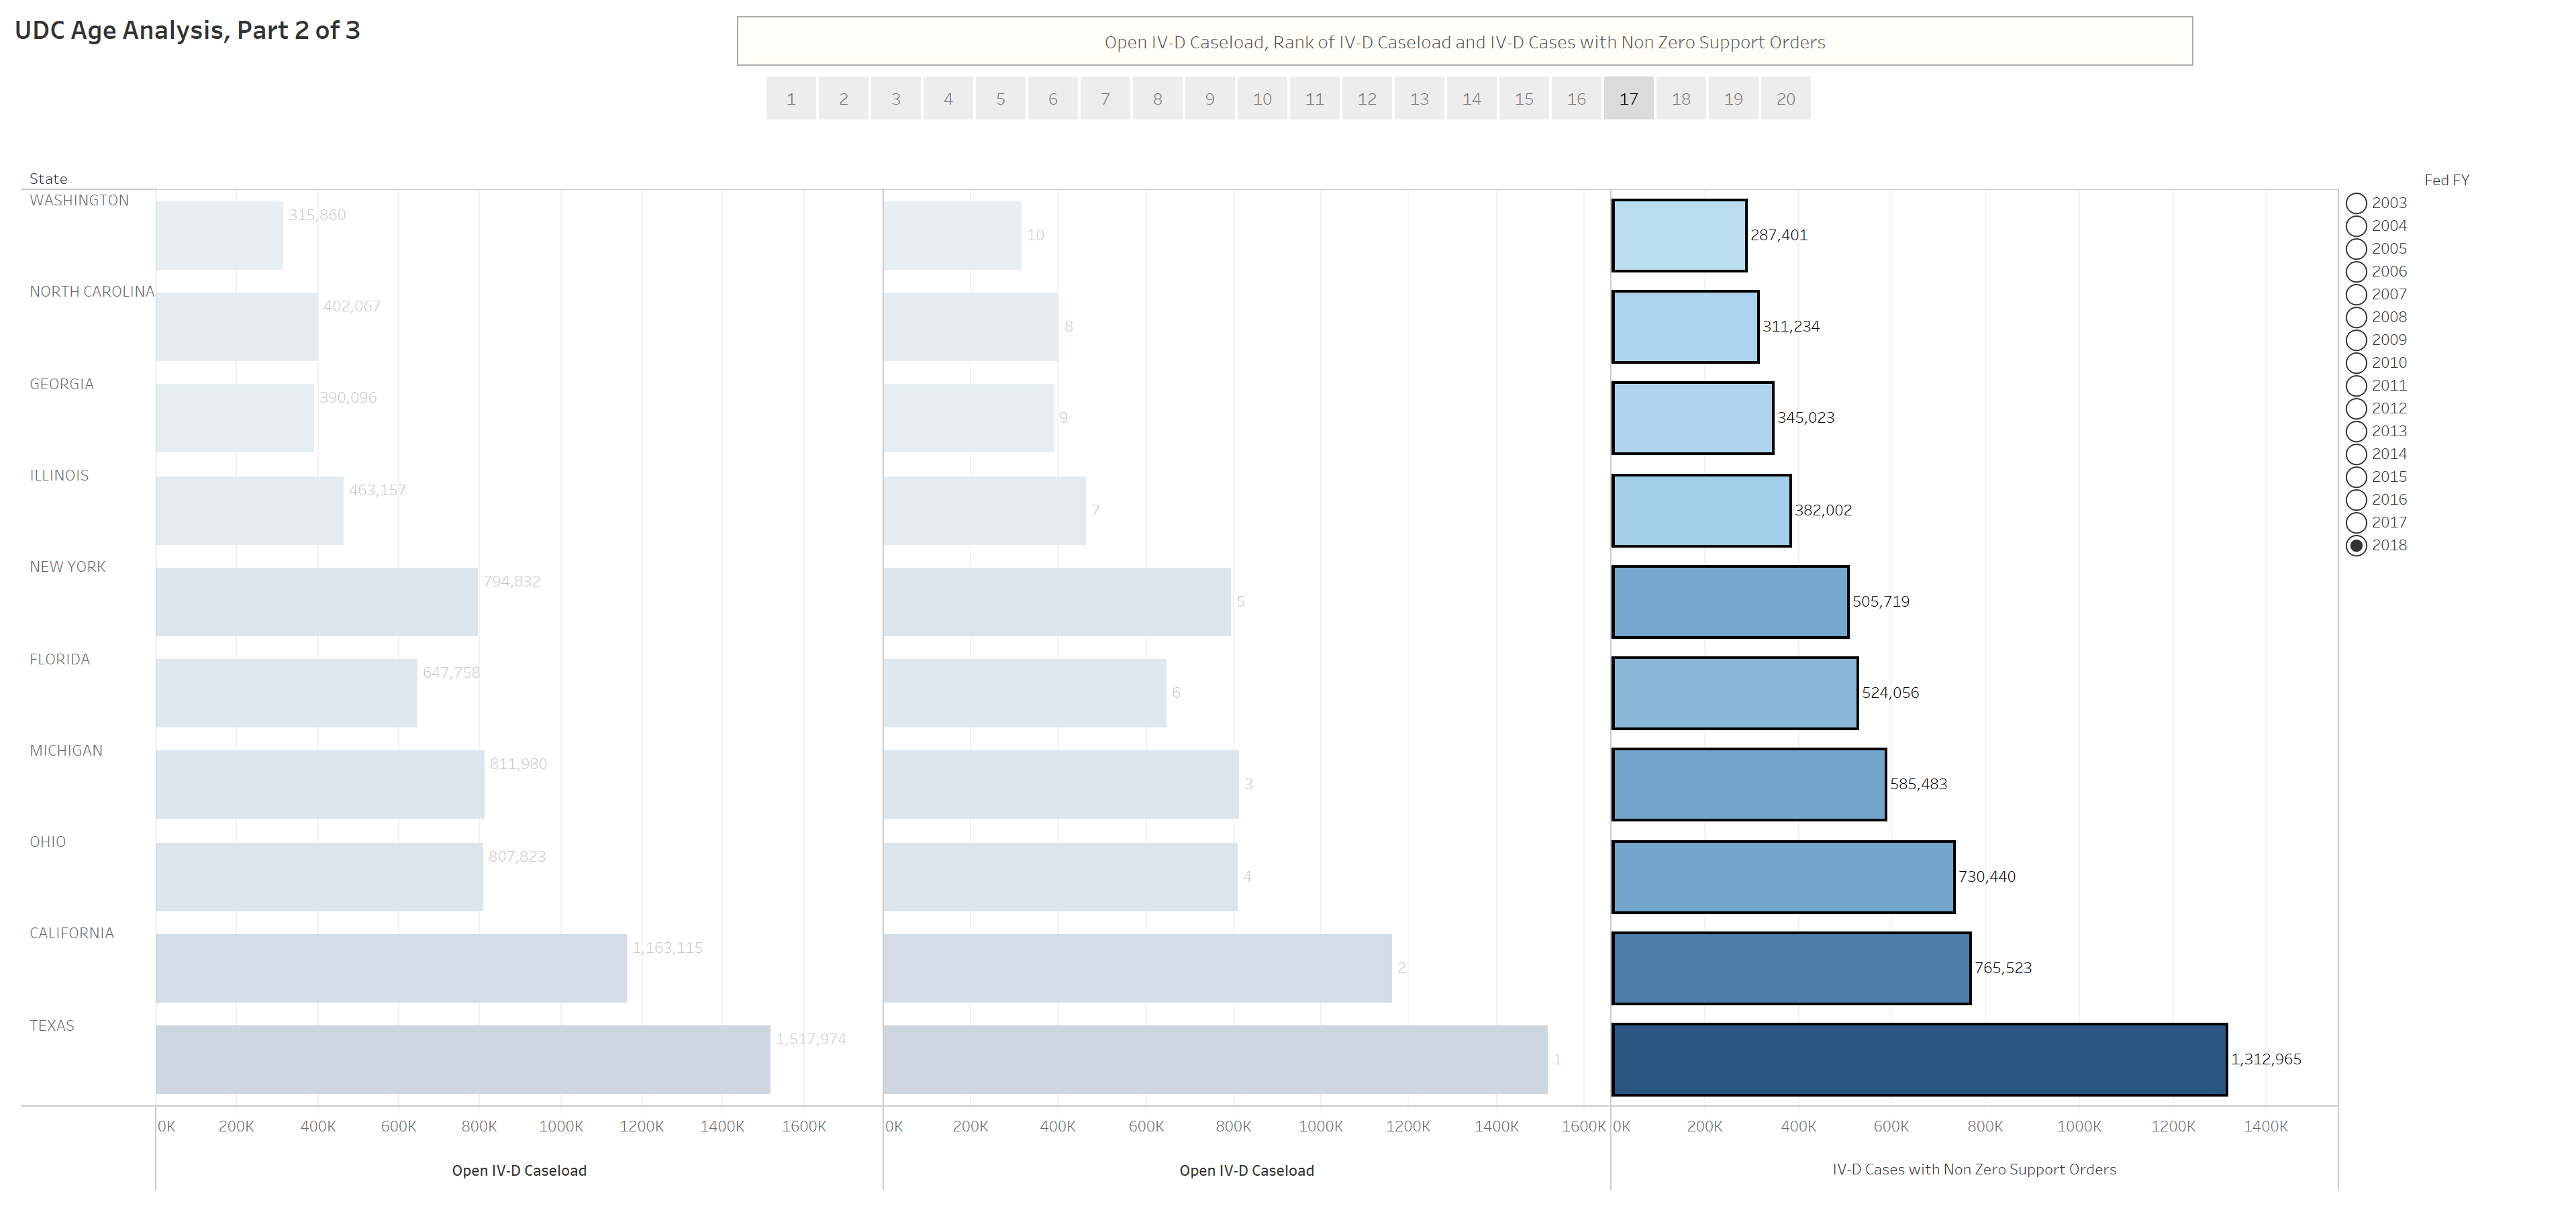 UDC Age Analysis, Part 2 of 3
Open IV-D Caseload, Rank of IV-D Caseload and IV-D Cases with Non Zero Support Orders
1 2 3 4 5 6 7 8 9 10 11 12 13 14 15 16 17 18 19 20
State
WASHINGTON 315,860 10 287,401
NORTH CAROLINA 402,067 8 311,234
GEORGIA 390,096 9 345,023
ILLINOIS 463,157 7 382,002
NEW YORK 794,832 5 505,719
FLORIDA 647,758 6 524,056
MICHIGAN 811,980 3 585,483
OHIO 807,823 4 730,440
CALIFORNIA 1,163,115 2 765,523
TEXAS 1,517,974 1 1,312,965
0K 200K 400K 600K 800K 1000K 1200K 1400K 1600K
0K 200K 400K 600K 800K 1000K 1200K 1400K 1600K
0K 200K 400K 600K 800K 1000K 1200K 1400K
Open IV-D Caseload
Open IV-D Caseload
IV-D Cases with Non Zero Support Orders
Fed FY
2003
2004
2005
2006
2007
2008
2009
2010
2011
2012
2013
2014
2015
2016
2017
2018